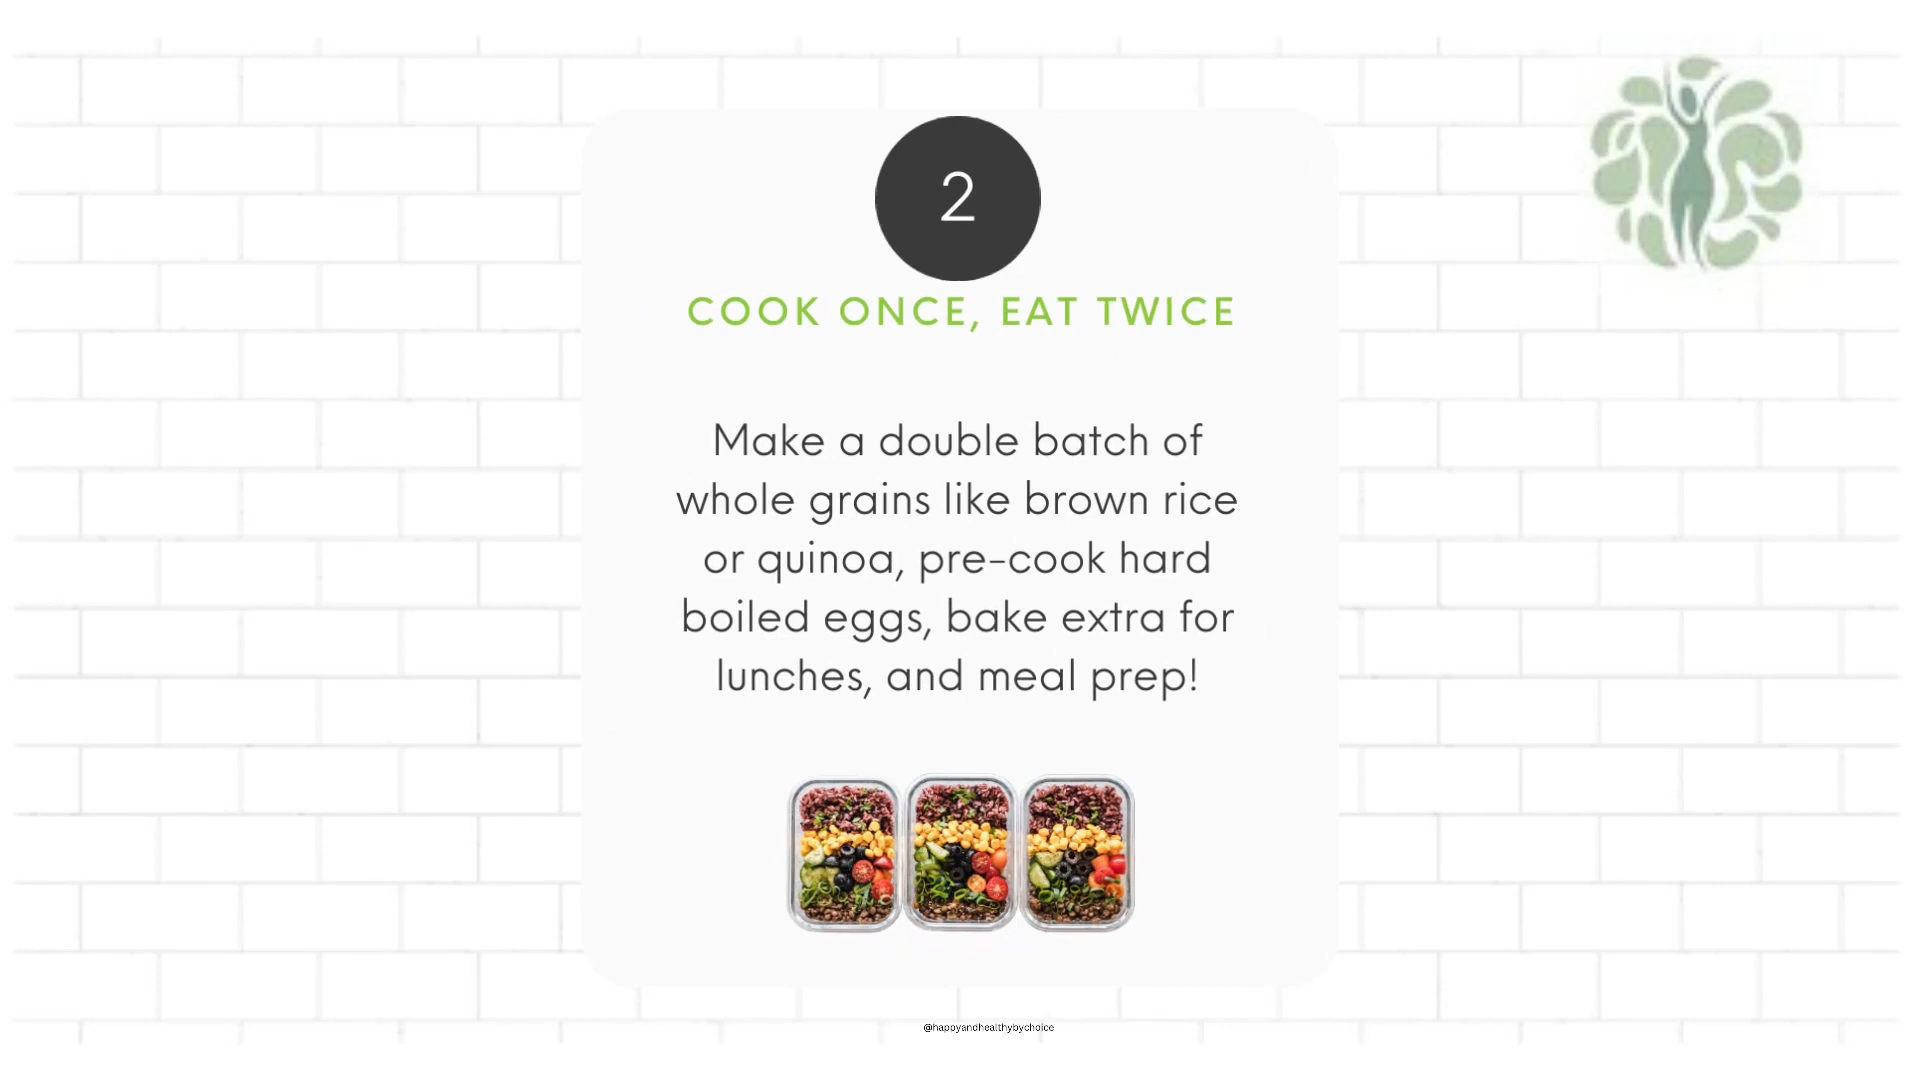 2
COOK ONCE, EAT TWICE
Make a double batch of
whole grains like brown rice
or quinoa, pre-cook hard
boiled eggs, bake extra for
lunches, and meal prep!
@happyandhealthybychoice